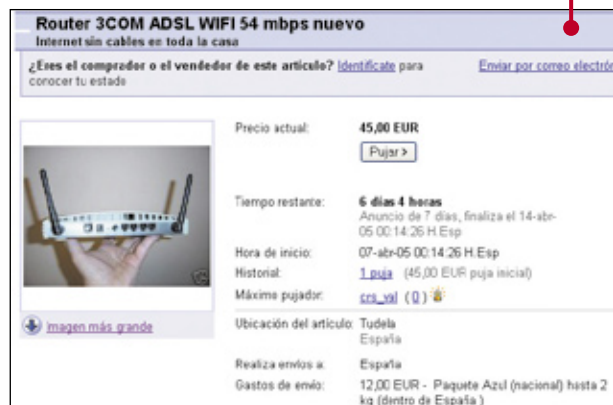 Router 3COM ADSL WIFI 54 mbps nuevo
Internet sin cables en toda la casa
¿Eres el comprador o el vendedor de este artículo? Identifícate para Enviar por correo electrón
conocer tu estado
Precio actual: 45,00 EUR
Pujar >
Tiempo restante: 6 días 4 horas
Anuncio de 7 días, finaliza el 14-abr-
05 00:14:26 H.Esp
Hora de inicio: 07-abr-05 00:14:26 H.Esp
Historial: 1 puja (45,00 EUR puja inicial)
Máximo pujador: crs_val ( 0 )
Imagen más grande
Ubicación del artículo: Tudela
España
Realiza envíos a: España
Gastos de envío: 12,00 EUR - Paquete Azul (nacional) hasta 2
kg (dentro de España )